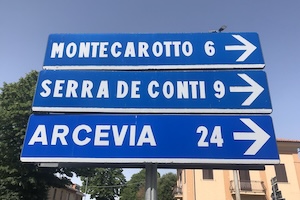 MONTECAROTTO 6
SERRA DE CONTI 9
ARCEVIA 24